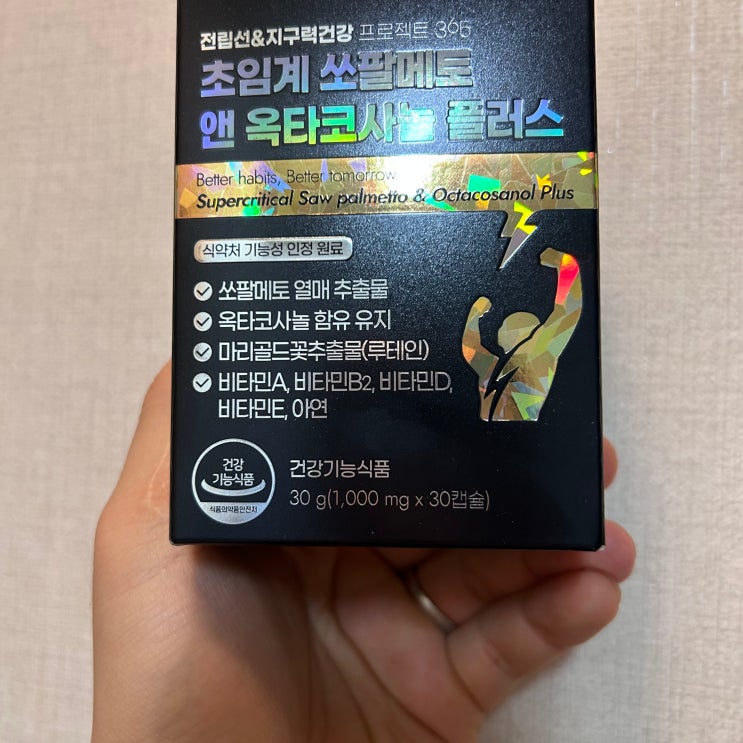 전립선&지구력건강 프로젝트 365
초임계 쏘팔메토
앤 옥타코사놀 플러스
Better habits, Better tomorrow
Supercritical Saw palmetto & Octacosanol Plus
식약처 기능성 인정 원료
쏘팔메토 열매 추출물
옥타코사놀 함유 유지
마리골드꽃추출물(루테인)
비타민A, 비타민B2, 비타민D,
비타민E, 아연
건강
기능식품
식품의약품안전처
건강기능식품
30 g(1,000 mg x 30캡슐)